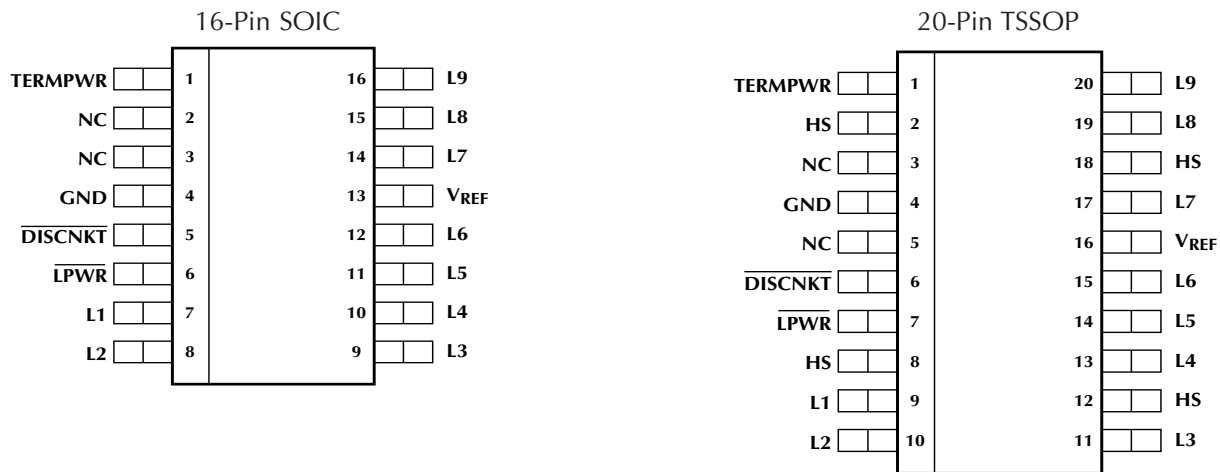 16-Pin SOIC
TERMPWR 1 16 L9
NC 2 15 L8
NC 3 14 L7
GND 4 13 VREF
DISCNKT 5 12 L6
LPWR 6 11 L5
L1 7 10 L4
L2 8 9 L3
20-Pin TSSOP
TERMPWR 1 20 L9
HS 2 19 L8
NC 3 18 HS
GND 4 17 L7
NC 5 16 VREF
DISCNKT 6 15 L6
LPWR 7 14 L5
HS 8 13 L4
L1 9 12 HS
L2 10 11 L3